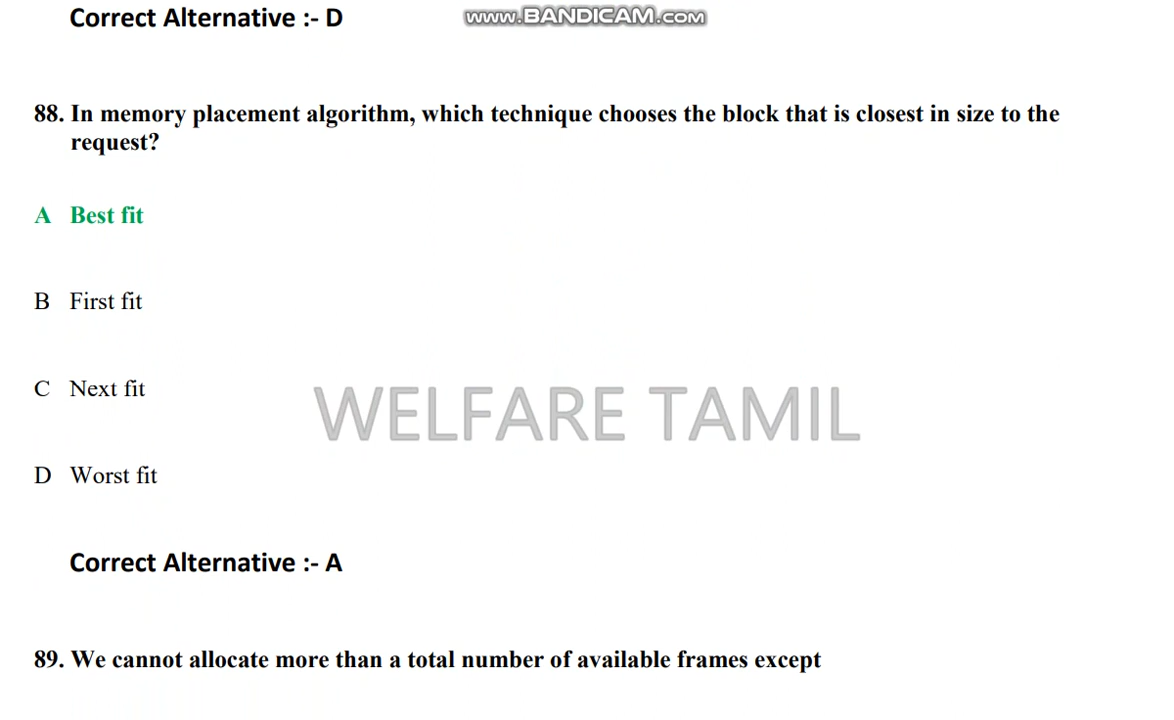 Correct Alternative :- D
www.BANDICAM.COM
88. In memory placement algorithm, which technique chooses the block that is closest in size to the
request?
A Best fit
B First fit
C Next fit
WELFARE TAMIL
D Worst fit
Correct Alternative :- A
89. We cannot allocate more than a total number of available frames except